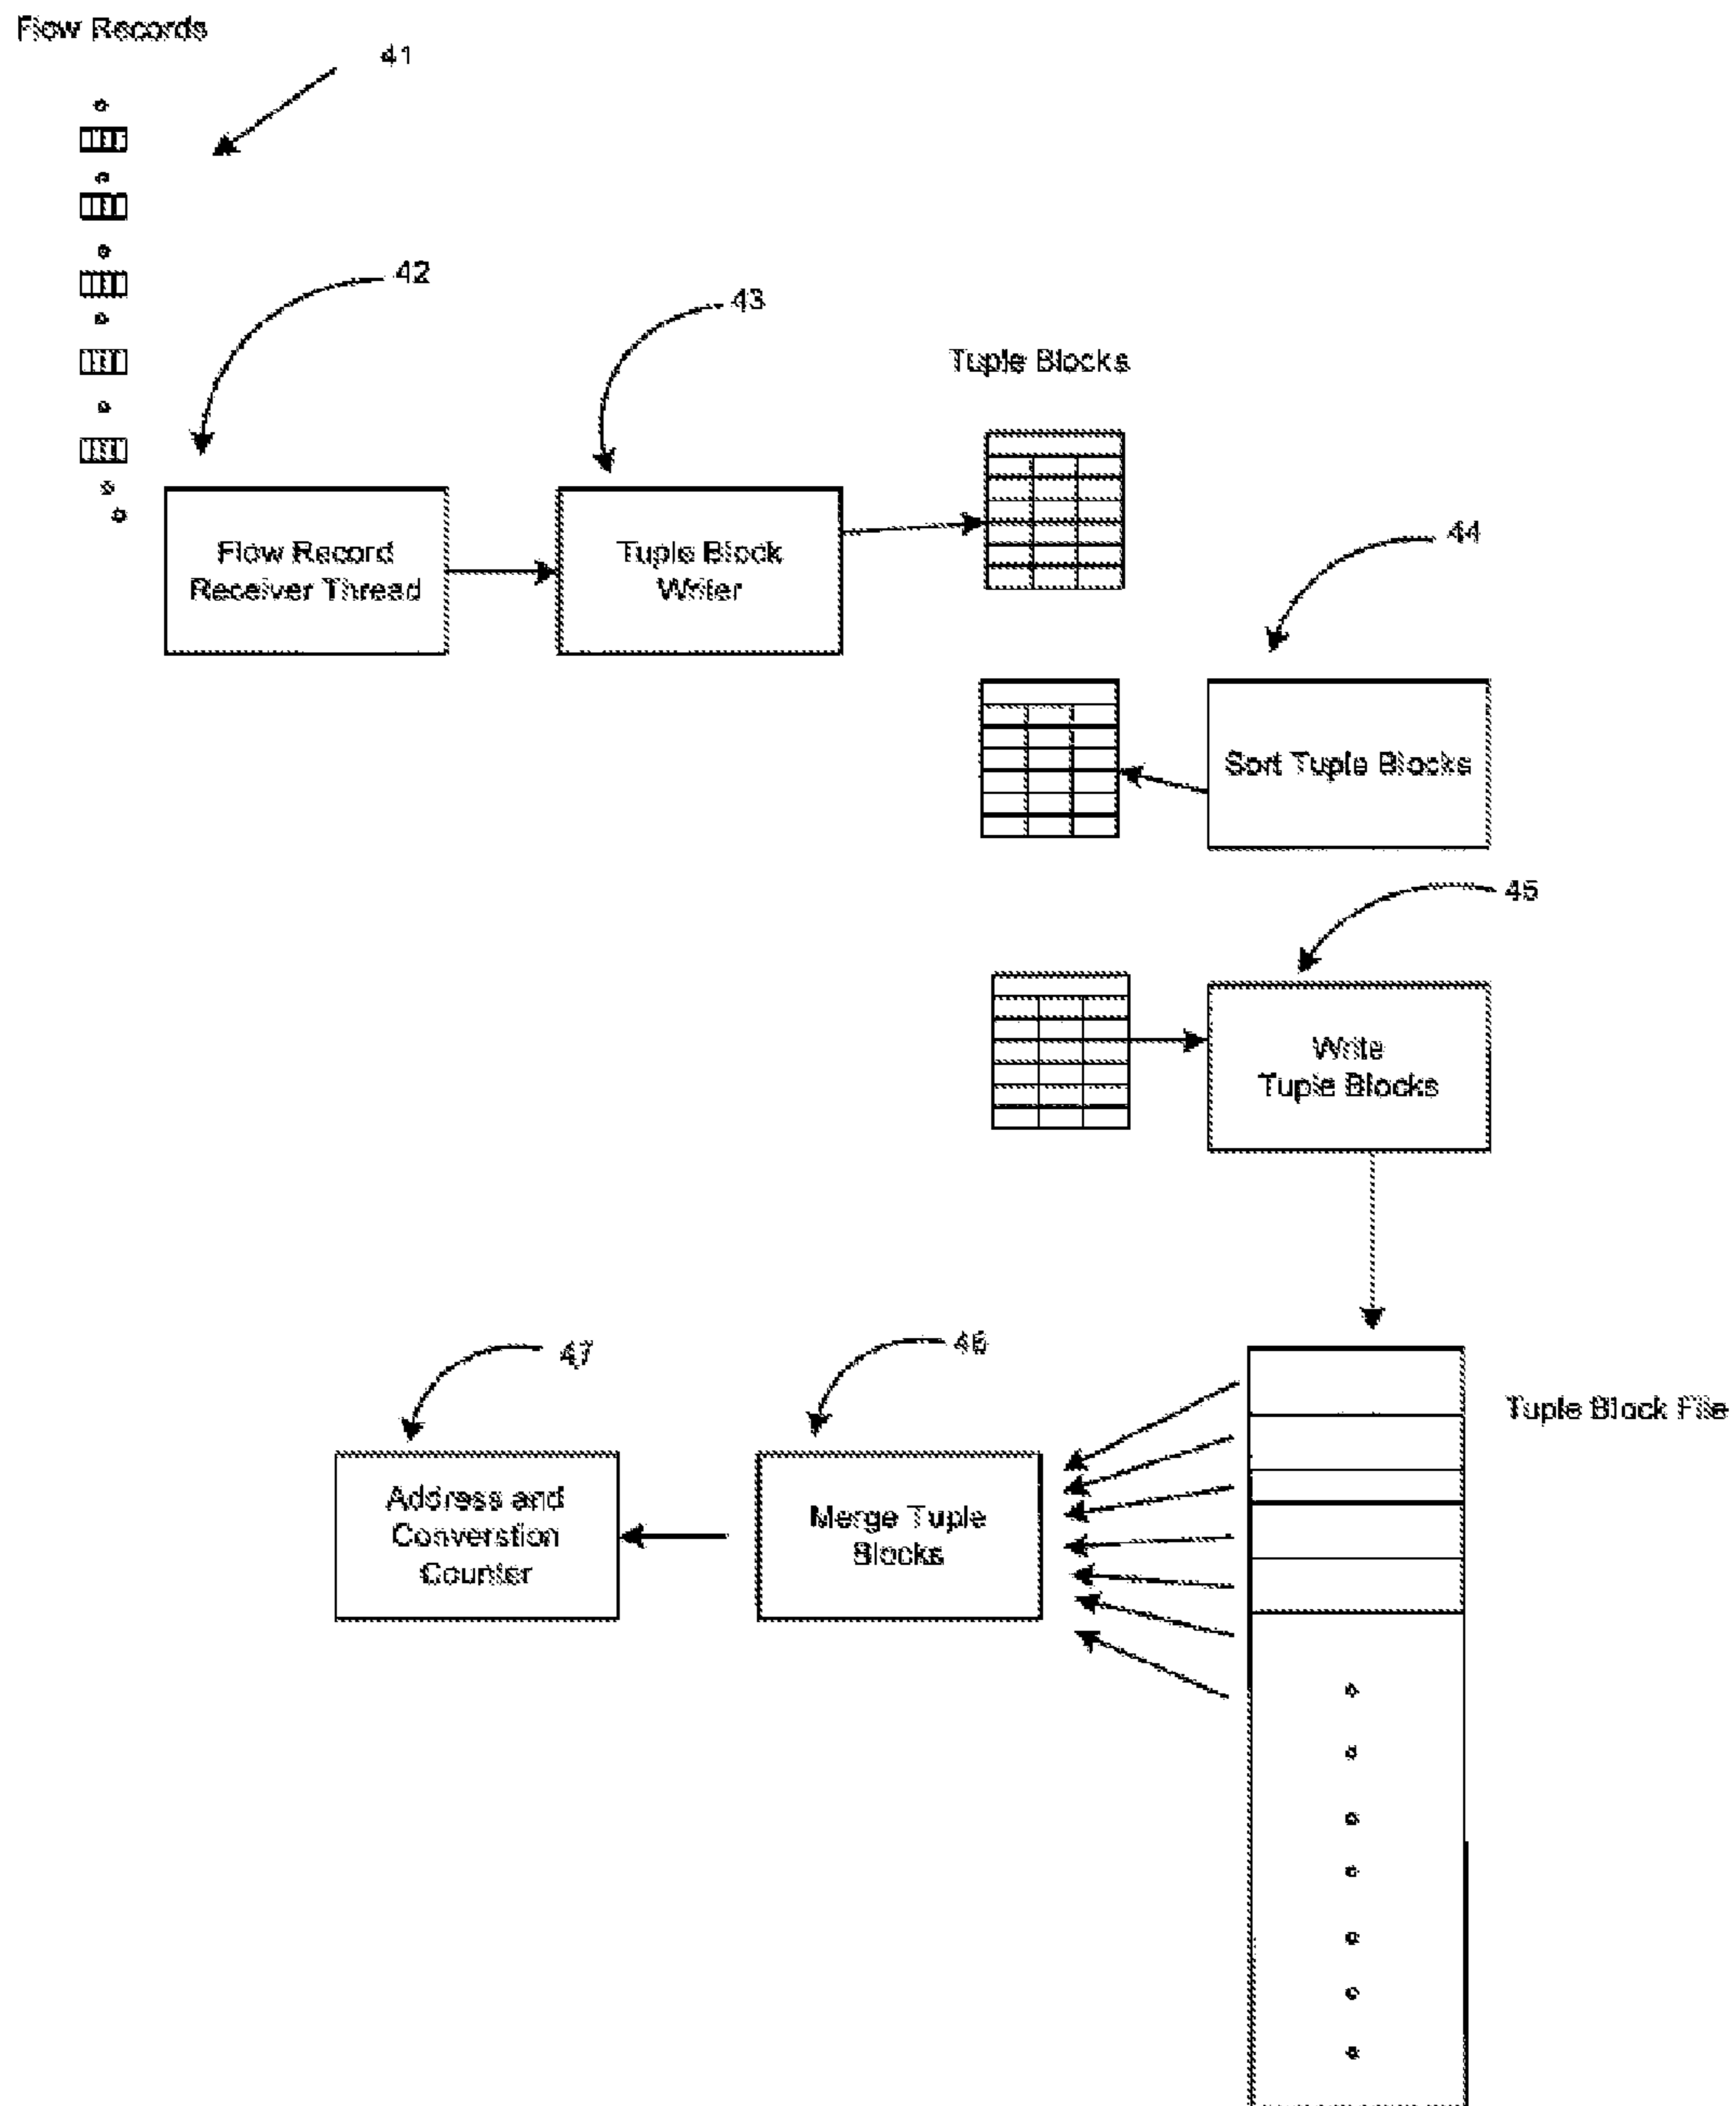 Flow Records
41
42
43
Tuple Blocks
Flow Record
Receiver Thread
Tuple Block
Writer
44
Sort Tuple Blocks
45
Write
Tuple Blocks
47
46
Tuple Block File
Address and
Converstion
Counter
Merge Tuple
Blocks